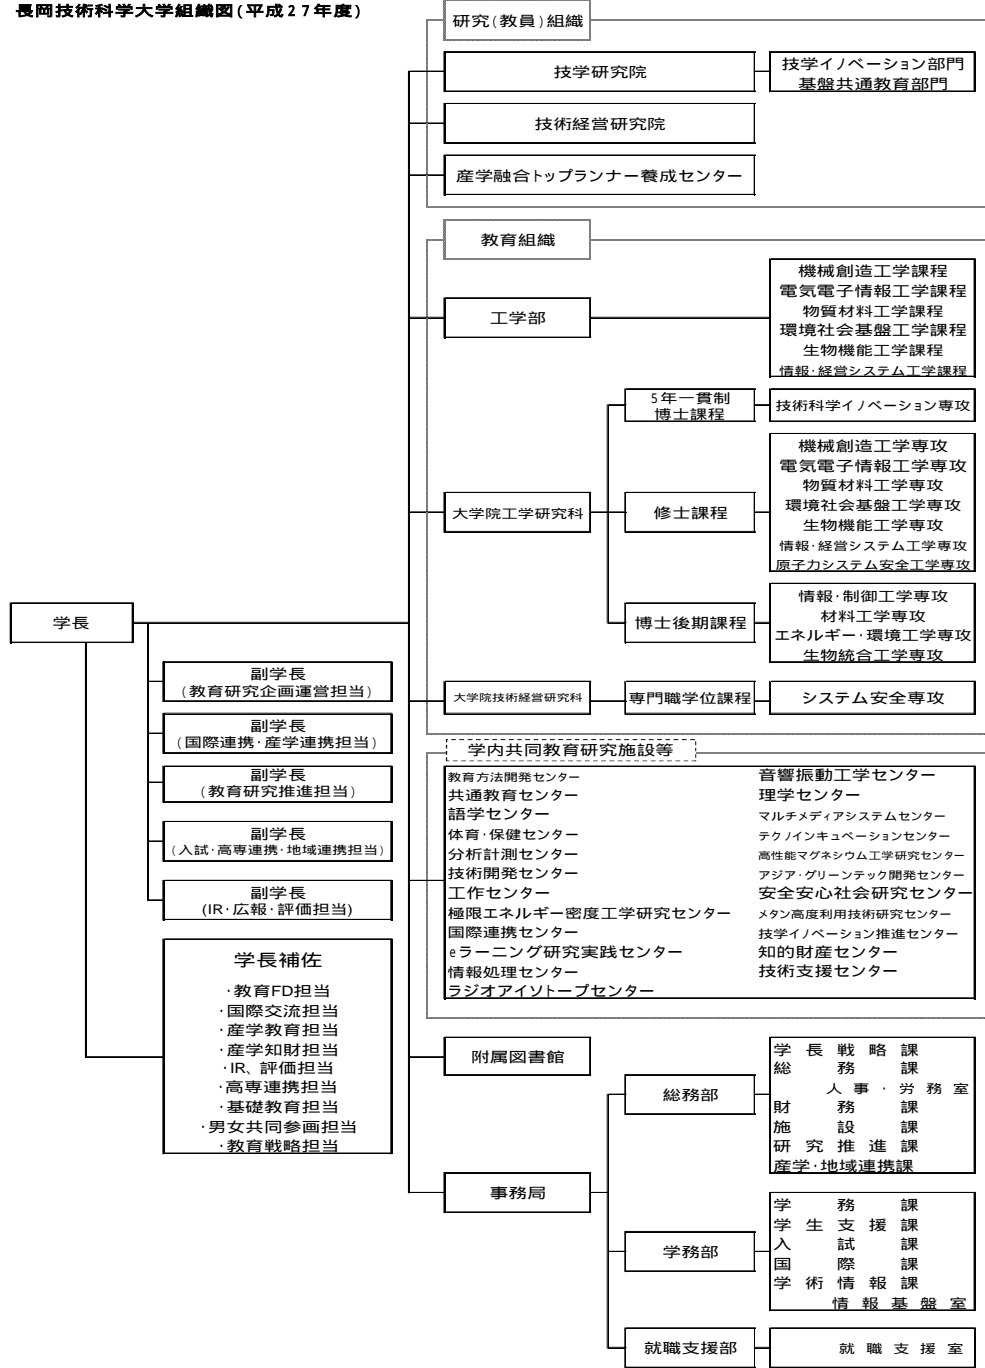 長岡技術科学大学組織図(平成27年度)
研究(教員)組織
技学研究院
技学イノベーション部門
基盤共通教育部門
技術経営研究院
産学融合トップランナー養成センター
教育組織
工学部
機械創造工学課程
電気電子情報工学課程
物質材料工学課程
環境社会基盤工学課程
生物機能工学課程
情報・経営システム工学課程
大学院工学研究科
5年一貫制
博士課程
技術科学イノベーション専攻
修士課程
機械創造工学専攻
電気電子情報工学専攻
物質材料工学専攻
環境社会基盤工学専攻
生物機能工学専攻
情報・経営システム工学専攻
原子力システム安全工学専攻
博士後期課程
情報・制御工学専攻
材料工学専攻
エネルギー・環境工学専攻
生物統合工学専攻
大学院技術経営研究科
専門職学位課程
システム安全専攻
学長
副学長
(教育研究企画運営担当)
副学長
(国際連携・産学連携担当)
副学長
(教育研究推進担当)
副学長
(入試・高専連携・地域連携担当)
副学長
(IR・広報・評価担当)
学長補佐
・教育FD担当
・国際交流担当
・産学教育担当
・産学知財担当
・IR、評価担当
・高専連携担当
・基礎教育担当
・男女共同参画担当
・教育戦略担当
学内共同教育研究施設等
教育方法開発センター
共通教育センター
語学センター
体育・保健センター
分析計測センター
技術開発センター
工作センター
極限エネルギー密度工学研究センター
国際連携センター
eラーニング研究実践センター
情報処理センター
ラジオアイソトープセンター
音響振動工学センター
理学センター
マルチメディアシステムセンター
テクノインキュベーションセンター
高性能マグネシウム工学研究センター
アジア・グリーンテック開発センター
安全安心社会研究センター
メタン高度利用技術研究センター
技学イノベーション推進センター
知的財産センター
技術支援センター
附属図書館
事務局
総務部
学長戦略課
総務課
人事・労務室
財務課
施設課
研究推進課
産学・地域連携課
学務部
学務課
学生支援課
入試課
国際課
学術情報課
情報基盤室
就職支援部
就職支援室